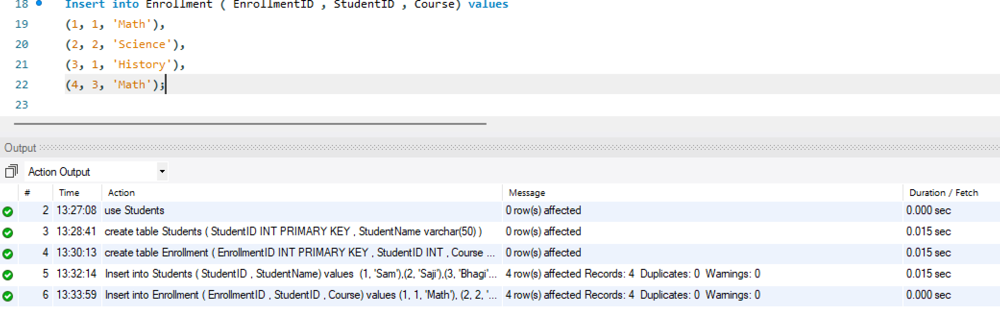 18 Insert into Enrollment ( EnrollmentID , StudentID , Course) values
19 (1, 1, 'Math'),
20 (2, 2, 'Science'),
21 (3, 1, 'History'),
22 (4, 3, 'Math');
23
Output
Action Output
# Time Action Message Duration / Fetch
2 13:27:08 use Students 0 row(s) affected 0.000 sec
3 13:28:41 create table Students ( StudentID INT PRIMARY KEY , StudentName varchar(50) ) 0 row(s) affected 0.015 sec
4 13:30:13 create table Enrollment ( EnrollmentID INT PRIMARY KEY , StudentID INT , Course ... 0 row(s) affected 0.015 sec
5 13:32:14 Insert into Students ( StudentID , StudentName) values (1, 'Sam'),(2, 'Saji'),(3, 'Bhagi'... 4 row(s) affected Records: 4 Duplicates: 0 Warnings: 0 0.015 sec
6 13:33:59 Insert into Enrollment ( EnrollmentID , StudentID , Course) values (1, 1, 'Math'), (2, 2, '... 4 row(s) affected Records: 4 Duplicates: 0 Warnings: 0 0.000 sec